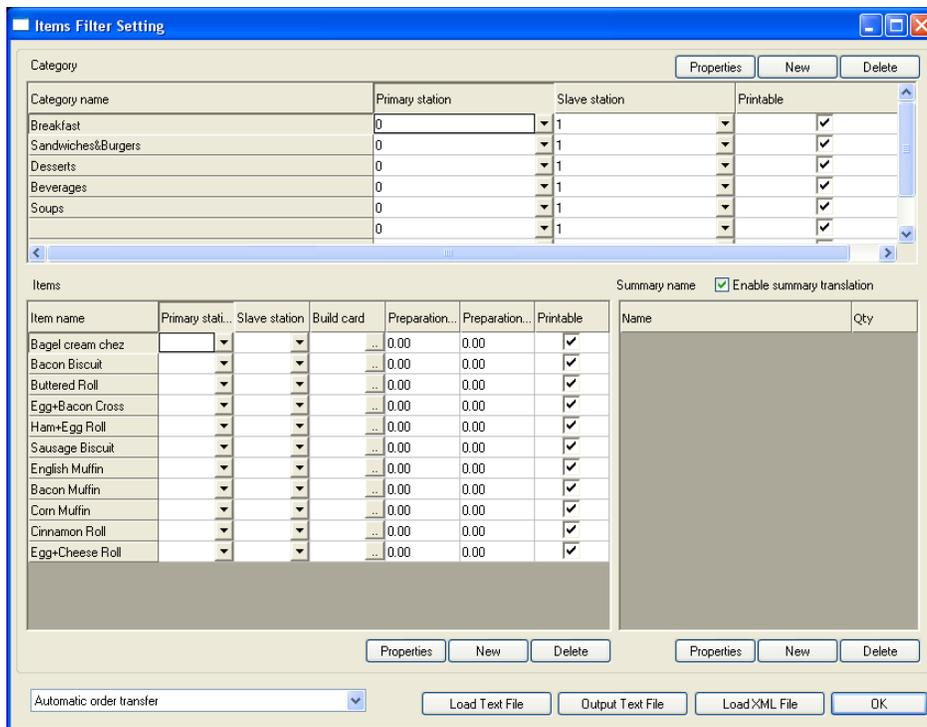 Items Filter Setting
Category Properties New Delete
Category name Primary station Slave station Printable
Breakfast 0 1
Sandwiches&Burgers 0 1
Desserts 0 1
Beverages 0 1
Soups 0 1
0 1
Items Summary name Enable summary translation
Item name Primary stati... Slave station Build card Preparation... Preparation... Printable Name Qty
Bagel cream chez .. 0.00 0.00
Bacon Biscuit .. 0.00 0.00
Buttered Roll .. 0.00 0.00
Egg+Bacon Cross .. 0.00 0.00
Ham+Egg Roll .. 0.00 0.00
Sausage Biscuit .. 0.00 0.00
English Muffin .. 0.00 0.00
Bacon Muffin .. 0.00 0.00
Corn Muffin .. 0.00 0.00
Cinnamon Roll .. 0.00 0.00
Egg+Cheese Roll .. 0.00 0.00
Properties New Delete Properties New Delete
Automatic order transfer Load Text File Output Text File Load XML File OK